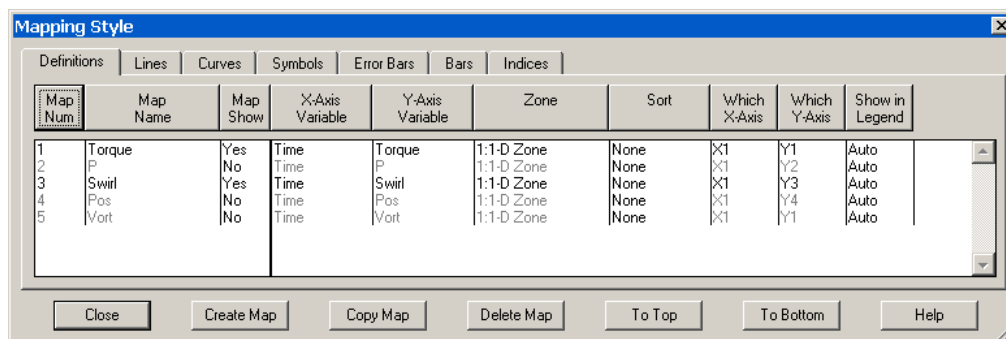 Mapping Style
Definitions Lines Curves Symbols Error Bars Bars Indices
Map Num Map Name Map Show X-Axis Variable Y-Axis Variable Zone Sort Which X-Axis Which Y-Axis Show in Legend
1 Torque Yes Time Torque 1:1-D Zone None X1 Y1 Auto
2 P No Time P 1:1-D Zone None X1 Y2 Auto
3 Swirl Yes Time Swirl 1:1-D Zone None X1 Y3 Auto
4 Pos No Time Pos 1:1-D Zone None X1 Y4 Auto
5 Vort No Time Vort 1:1-D Zone None X1 Y1 Auto
Close Create Map Copy Map Delete Map To Top To Bottom Help